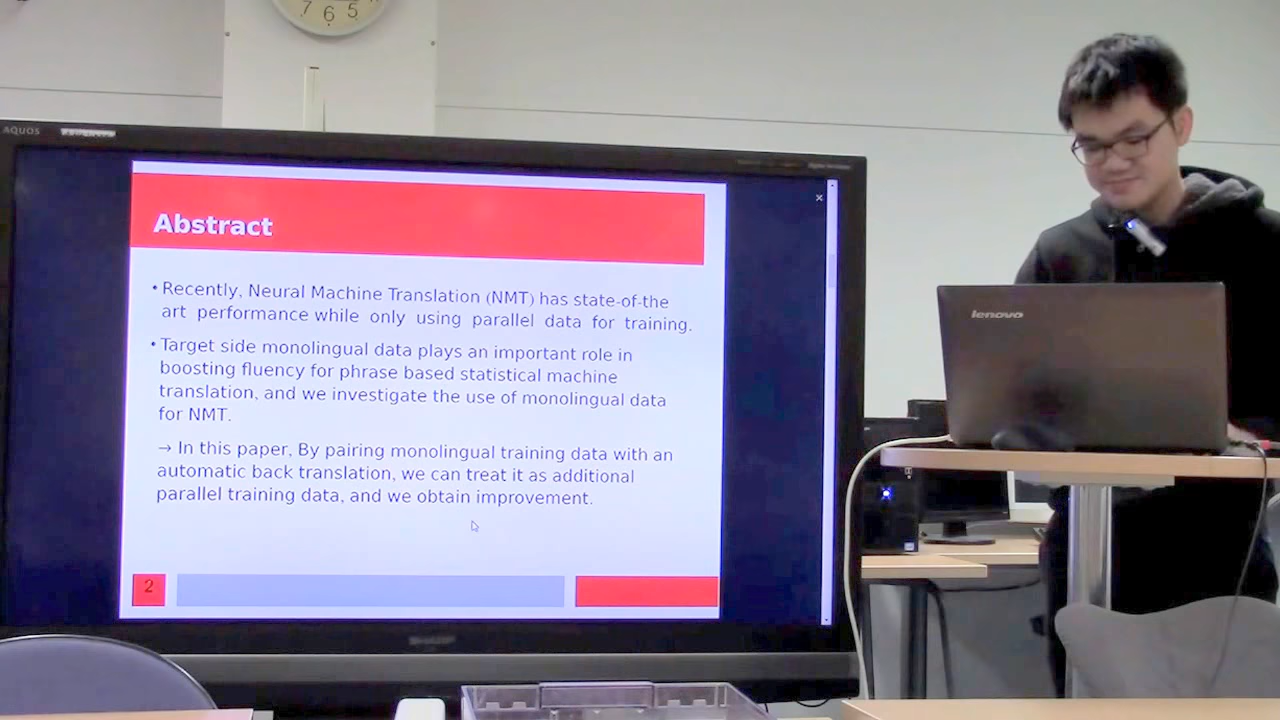 7 6 5
AQUOS
×
Abstract
• Recently, Neural Machine Translation (NMT) has state-of-the
art performance while only using parallel data for training.
• Target side monolingual data plays an important role in
boosting fluency for phrase based statistical machine
translation, and we investigate the use of monolingual data
for NMT.
→ In this paper, By pairing monolingual training data with an
automatic back translation, we can treat it as additional
parallel training data, and we obtain improvement.
2
SHARP
lenovo